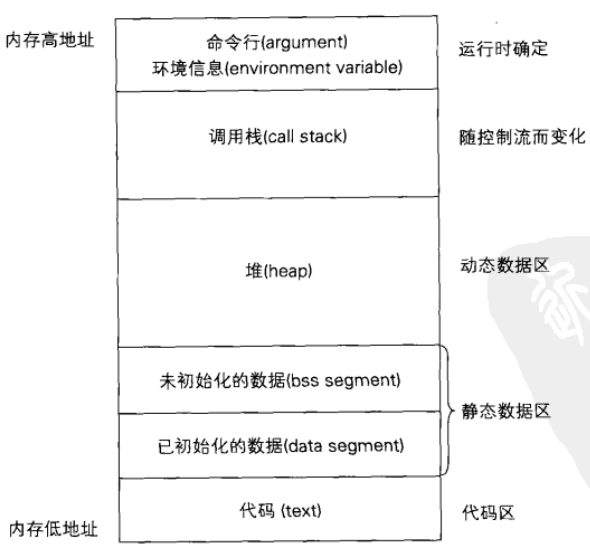 内存高地址
命令行(argument)
环境信息(environment variable)
运行时确定
调用栈(call stack)
随控制流而变化
堆(heap)
动态数据区
未初始化的数据(bss segment)
静态数据区
已初始化的数据(data segment)
代码 (text)
代码区
内存低地址